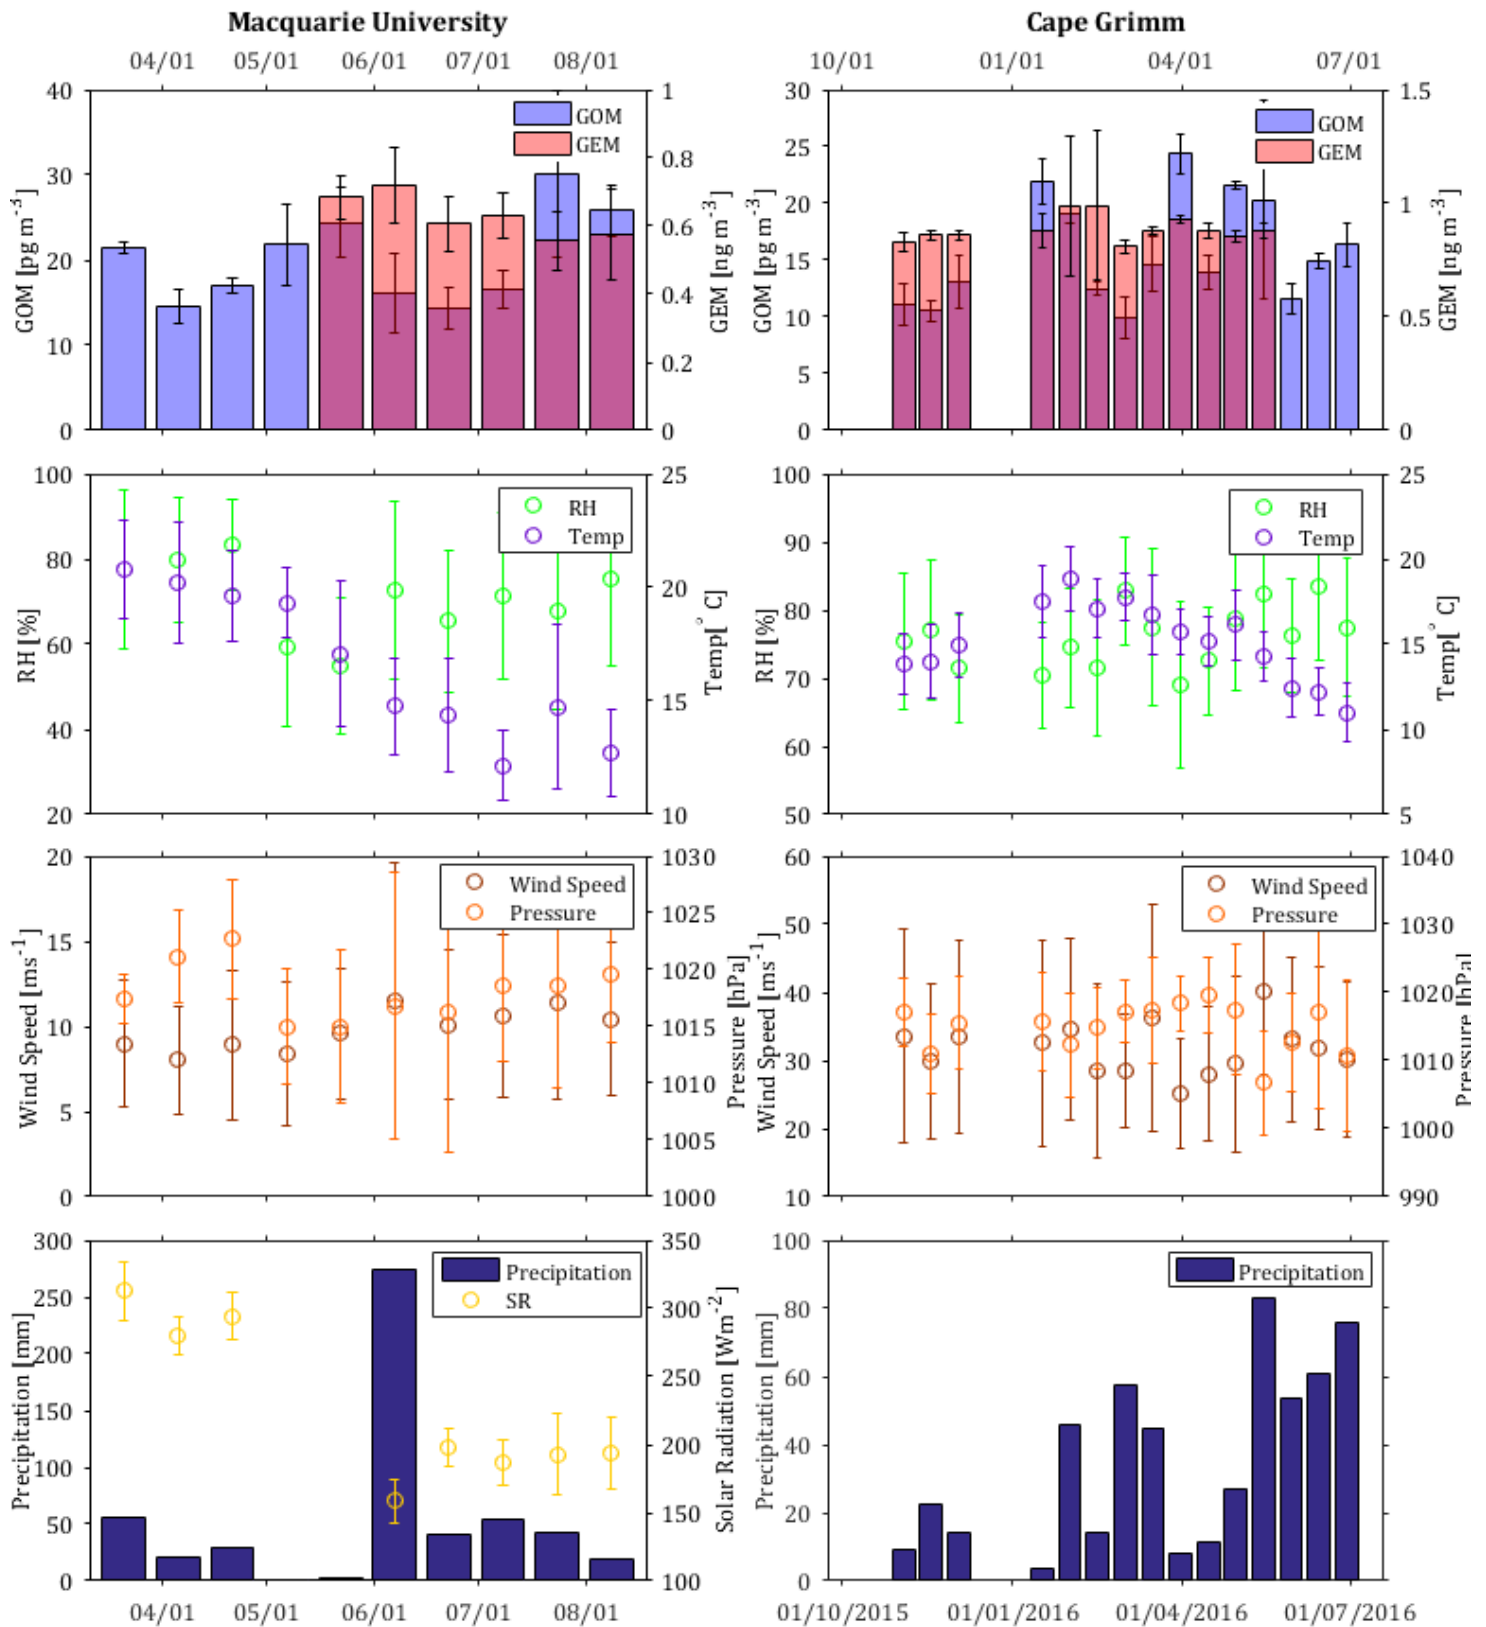 Macquarie University
Cape Grimm
04/01 05/01 06/01 07/01 08/01
10/01 01/01 04/01 07/01
40
30
20
10
0
GOM [pg m-3]
GOM
GEM
1
0.8
0.6
0.4
0.2
0
GEM [ng m-3]
30
25
20
15
10
5
0
GOM [pg m-3]
GOM
GEM
1.5
1
0.5
0
GEM [ng m-3]
100
80
60
40
20
RH [%]
RH
Temp
25
20
15
10
Temp[° C]
100
90
80
70
60
50
RH [%]
RH
Temp
25
20
15
10
5
Temp[° C]
20
15
10
5
0
Wind Speed [ms-1]
Wind Speed
Pressure
1030
1025
1020
1015
1010
1005
1000
Pressure [hPa]
60
50
40
30
20
10
Wind Speed [ms-1]
Wind Speed
Pressure
1040
1030
1020
1010
1000
990
Pressure [hPa]
300
250
200
150
100
50
0
Precipitation [mm]
Precipitation
SR
350
300
250
200
150
100
Solar Radiation [Wm-2]
100
80
60
40
20
0
Precipitation [mm]
Precipitation
04/01 05/01 06/01 07/01 08/01
01/10/2015 01/01/2016 01/04/2016 01/07/2016